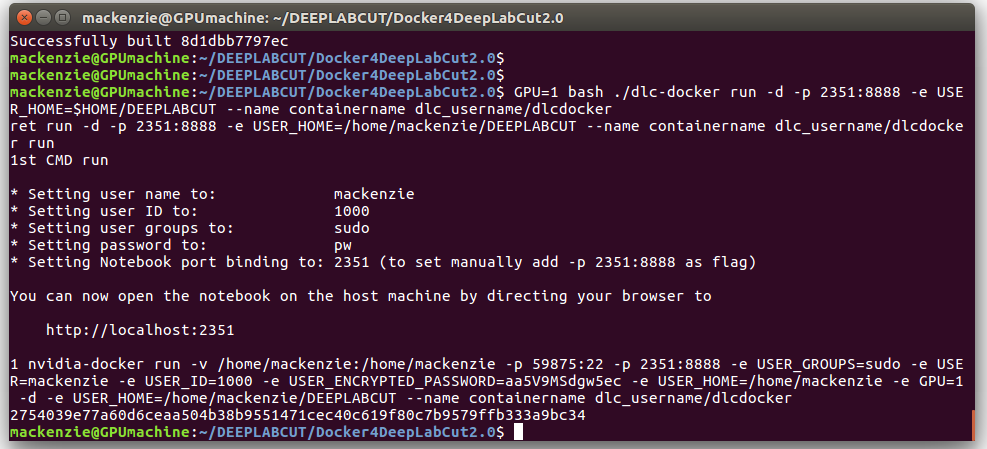 mackenzie@GPUmachine: ~/DEEPLABCUT/Docker4DeepLabCut2.0
Successfully built 8d1dbb7797ec
mackenzie@GPUmachine:~/DEEPLABCUT/Docker4DeepLabCut2.0$
mackenzie@GPUmachine:~/DEEPLABCUT/Docker4DeepLabCut2.0$
mackenzie@GPUmachine:~/DEEPLABCUT/Docker4DeepLabCut2.0$ GPU=1 bash ./dlc-docker run -d -p 2351:8888 -e USE
R_HOME=$HOME/DEEPLABCUT --name containername dlc_username/dlcdocker
ret run -d -p 2351:8888 -e USER_HOME=/home/mackenzie/DEEPLABCUT --name containername dlc_username/dlcdocke
r run
1st CMD run
* Setting user name to: mackenzie
* Setting user ID to: 1000
* Setting user groups to: sudo
* Setting password to: pw
* Setting Notebook port binding to: 2351 (to set manually add -p 2351:8888 as flag)
You can now open the notebook on the host machine by directing your browser to
http://localhost:2351
1 nvidia-docker run -v /home/mackenzie:/home/mackenzie -p 59875:22 -p 2351:8888 -e USER_GROUPS=sudo -e USE
R=mackenzie -e USER_ID=1000 -e USER_ENCRYPTED_PASSWORD=aa5V9MSdgw5ec -e USER_HOME=/home/mackenzie -e GPU=1
-d -e USER_HOME=/home/mackenzie/DEEPLABCUT --name containername dlc_username/dlcdocker
2754039e77a60d6ceaa504b38b9551471cec40c619f80c7b9579ffb333a9bc34
mackenzie@GPUmachine:~/DEEPLABCUT/Docker4DeepLabCut2.0$